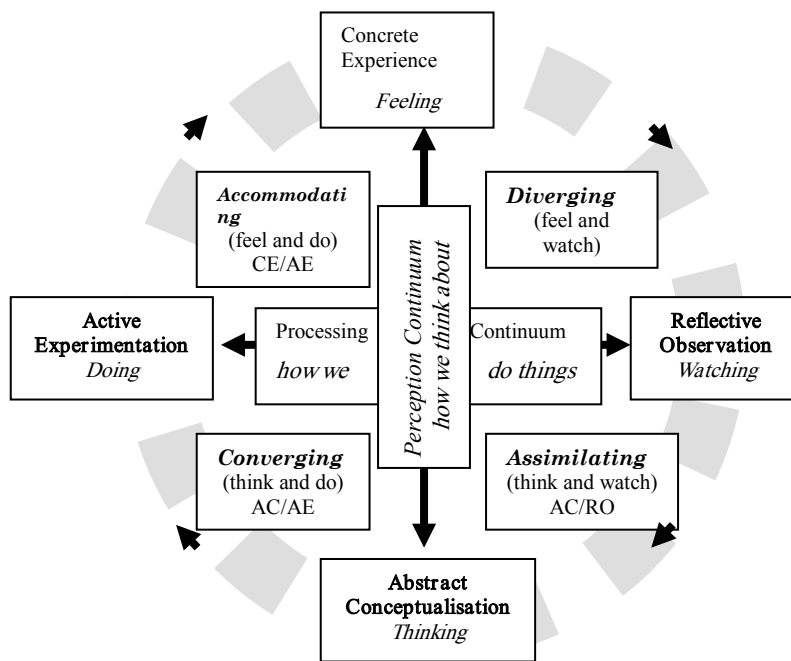 Concrete
Experience
Feeling
Accommodati
ng
(feel and do)
CE/AE
Diverging
(feel and
watch)
Perception Continuum
how we think about
Active
Experimentation
Doing
Processing
how we
Continuum
do things
Reflective
Observation
Watching
Converging
(think and do)
AC/AE
Assimilating
(think and watch)
AC/RO
Abstract
Conceptualisation
Thinking